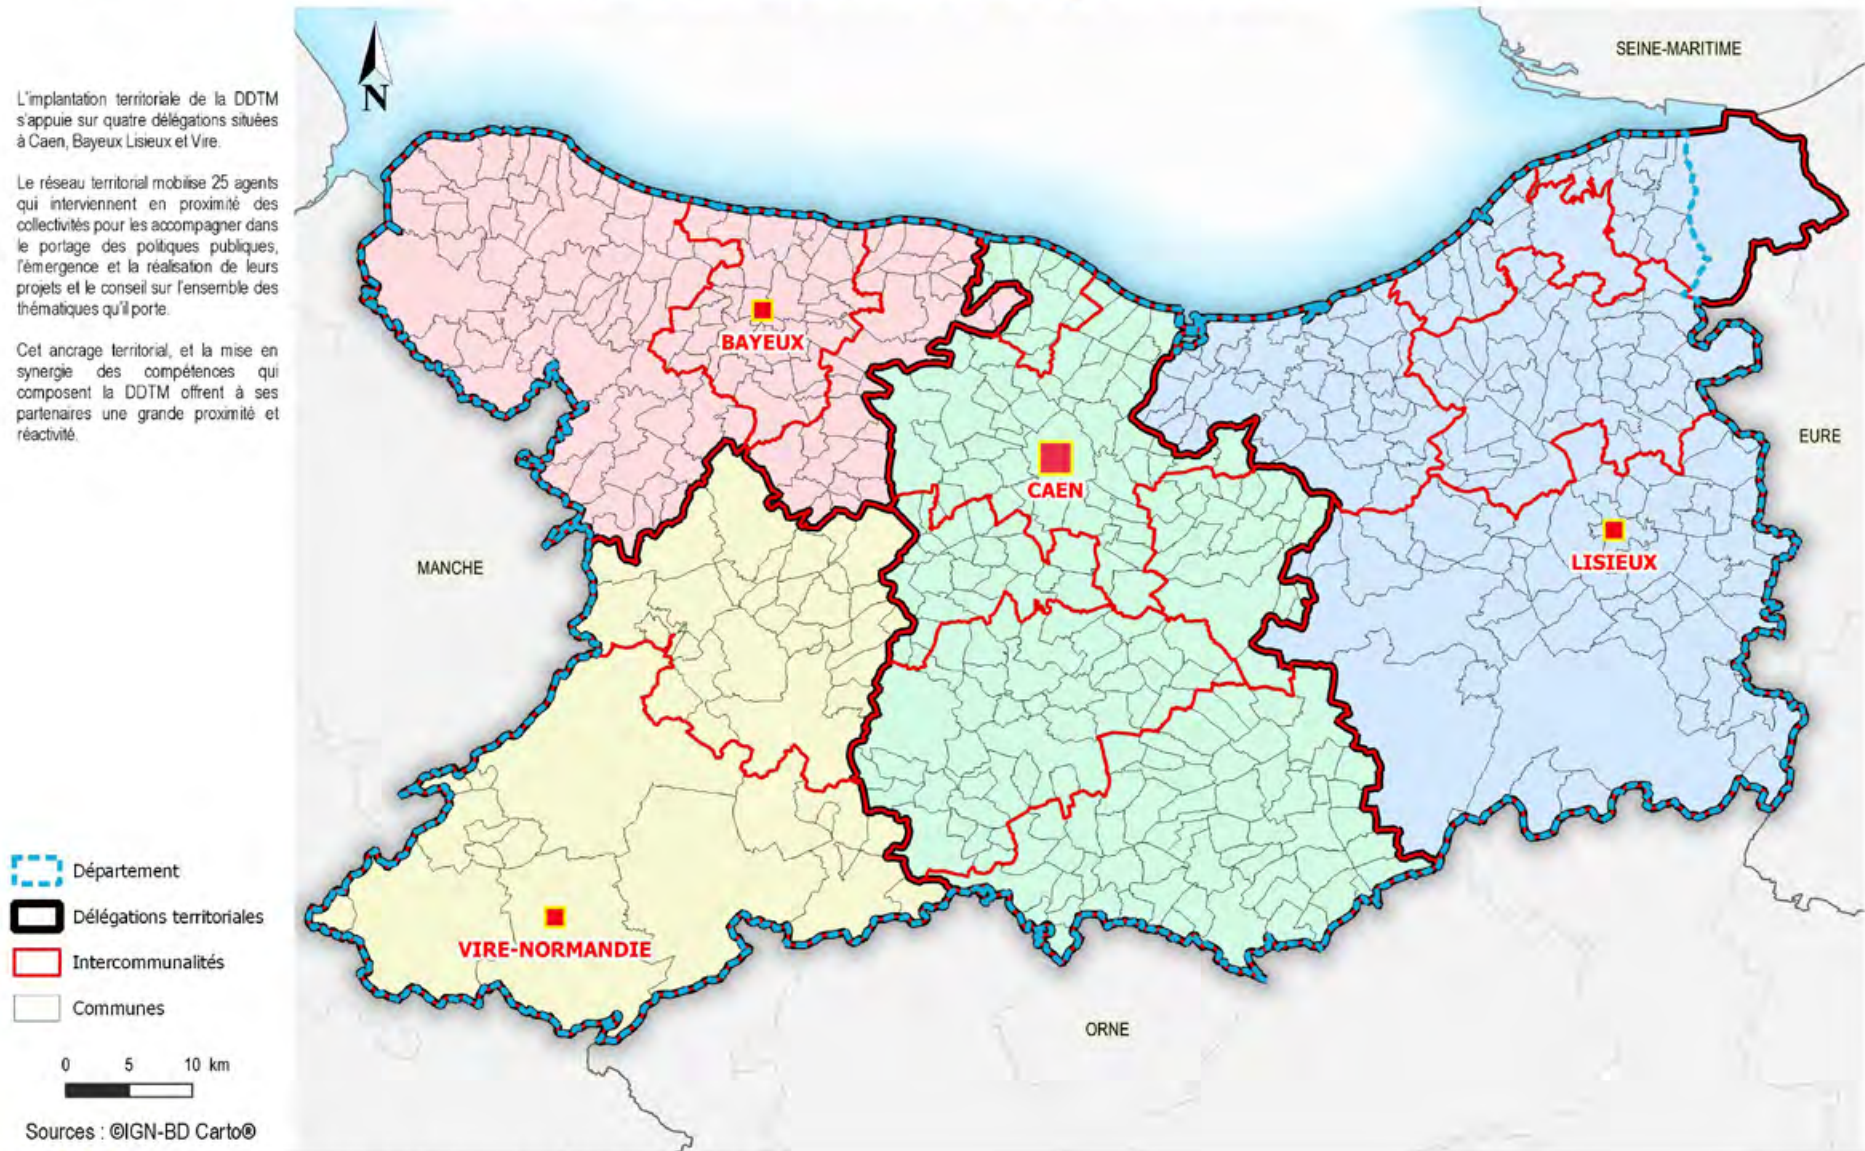 L'implantation territoriale de la DDTM
s'appuie sur quatre délégations situées
à Caen, Bayeux Lisieux et Vire.
Le réseau territorial mobilise 25 agents
qui interviennent en proximité des
collectivités pour les accompagner dans
le portage des politiques publiques,
l'émergence et la réalisation de leurs
projets et le conseil sur l'ensemble des
thématiques qu'il porte.
Cet ancrage territorial, et la mise en
synergie des compétences qui
composent la DDTM offrent à ses
partenaires une grande proximité et
réactivité.
N
SEINE-MARITIME
BAYEUX
EURE
CAEN
LISIEUX
MANCHE
VIRE-NORMANDIE
ORNE
Département
Délégations territoriales
Intercommunalités
Communes
0 5 10 km
Sources : ©IGN-BD Carto®